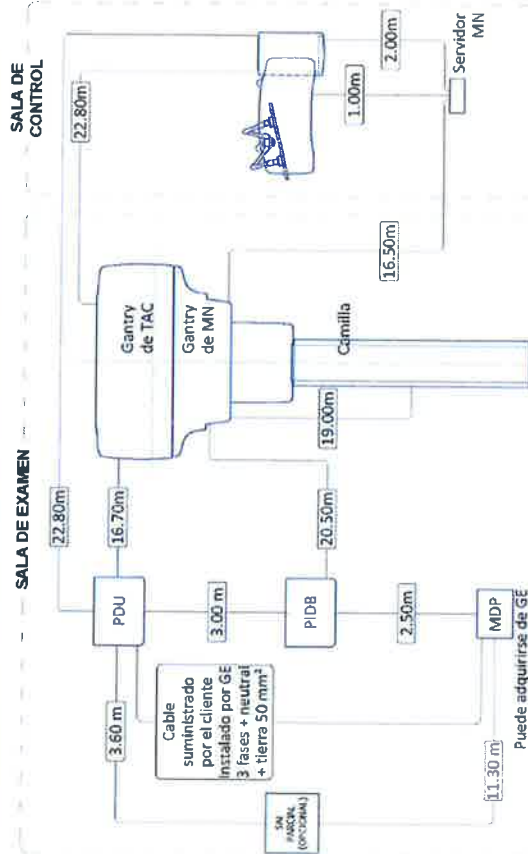 SALA DE EXAMEN
SALA DE
CONTROL
22.80m
22.80m
3.60 m
PDU
16.70m
Gantry
de TAC
Gantry
de MN
Cable
suministrado
por el cliente
Instalado por GE
3 fases + neutral
+ tierra 50 mm²
3.00 m
SAI
PARCIAL
(OPCIONAL)
PIDB
20.50m
19.00m
Camilla
16.50m
1.00m
2.00m
Servidor
MN
2.50m
11.30 m
MDP
Puede adquirirse de GE